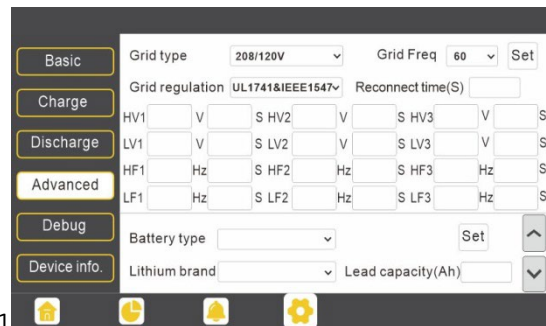 Basic
Charge
Discharge
Advanced
Debug
Device info.
Grid type 208/120V Grid Freq 60 Set
Grid regulation UL1741&IEEE1547 Reconnect time(S)
HV1 V S HV2 V S HV3 V S
LV1 V S LV2 V S LV3 V S
HF1 Hz S HF2 Hz S HF3 Hz S
LF1 Hz S LF2 Hz S LF3 Hz S
Battery type Set
Lithium brand Lead capacity(Ah)
1